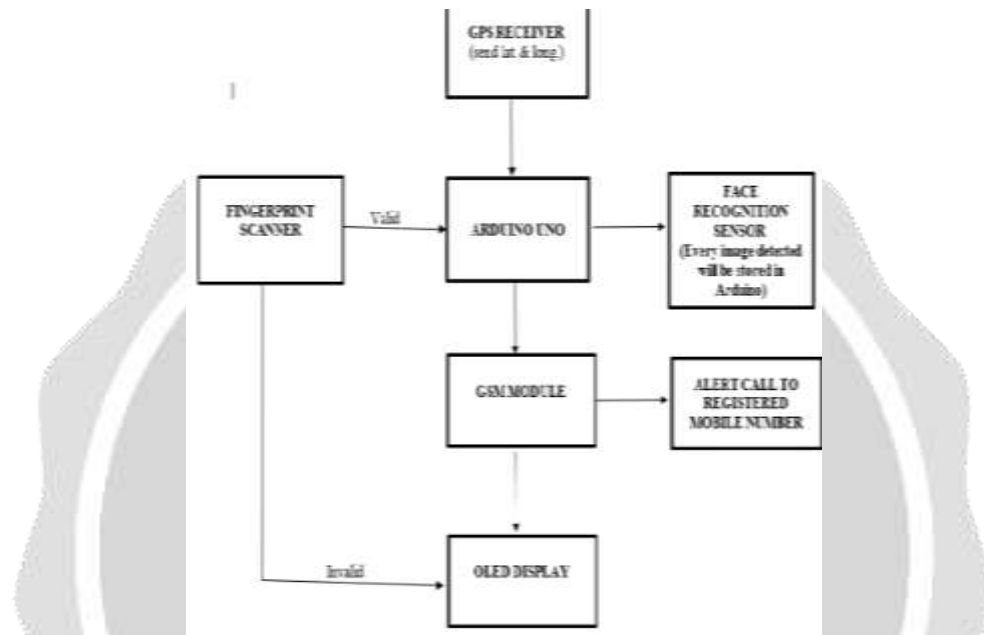 GPS RECEIVER
(send lat. & long.)
FINGERPRINT
SCANNER
Valid
ARDUINO UNO
FACE
RECOGNITION
SENSOR
(Every image detected
will be stored in
Arduino)
GSM MODULE
ALERT CALL TO
REGISTERED
MOBILE NUMBER
Invalid
OLED DISPLAY